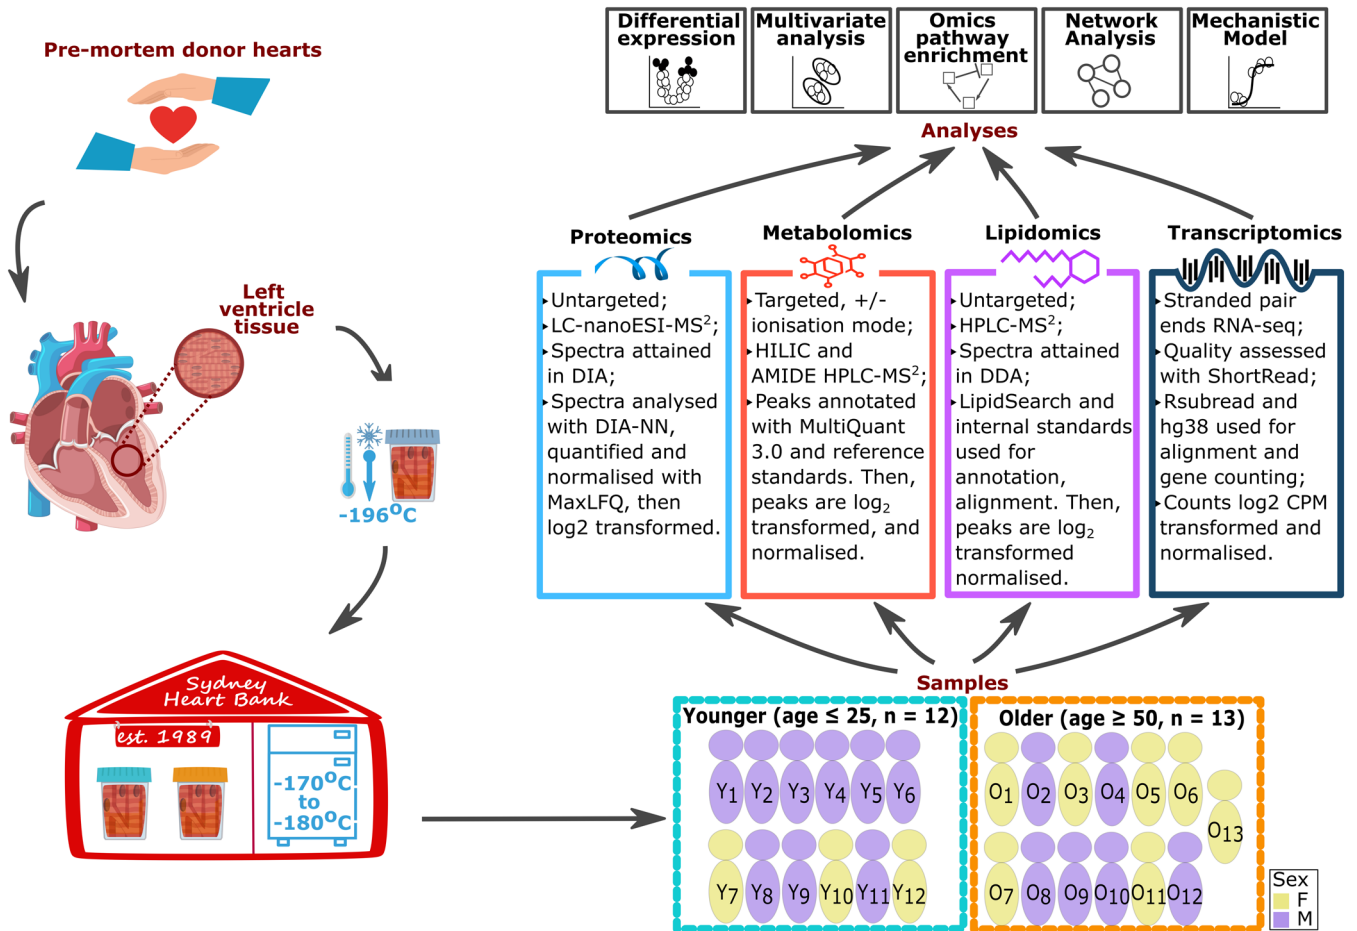 Pre-mortem donor hearts
Left
ventricle
tissue
-196°C
Sydney
Heart Bank
est. 1989
-170°C
to
-180°C
Differential
expression
Multivariate
analysis
Omics
pathway
enrichment
Network
Analysis
Mechanistic
Model
Analyses
Proteomics
Untargeted;
LC-nanoESI-MS²;
Spectra attained
in DIA;
Spectra analysed
with DIA-NN,
quantified and
normalised with
MaxLFQ, then
log2 transformed.
Metabolomics
Targeted, +/-
ionisation mode;
HILIC and
AMIDE HPLC-MS²;
Peaks annotated
with MultiQuant
3.0 and reference
standards. Then,
peaks are log₂
transformed, and
normalised.
Lipidomics
Untargeted;
HPLC-MS²;
Spectra attained
in DDA;
LipidSearch and
internal standards
used for
annotation,
alignment. Then,
peaks are log₂
transformed
normalised.
Transcriptomics
Stranded pair
ends RNA-seq;
Quality assessed
with ShortRead;
Rsubread and
hg38 used for
alignment and
gene counting;
Counts log2 CPM
transformed and
normalised.
Samples
Younger (age ≤ 25, n = 12)
Y1 Y2 Y3 Y4 Y5 Y6
Y7 Y8 Y9 Y10 Y11 Y12
Older (age ≥ 50, n = 13)
O1 O2 O3 O4 O5 O6
O13
O7 O8 O9 O10 O11 O12
Sex
F
M